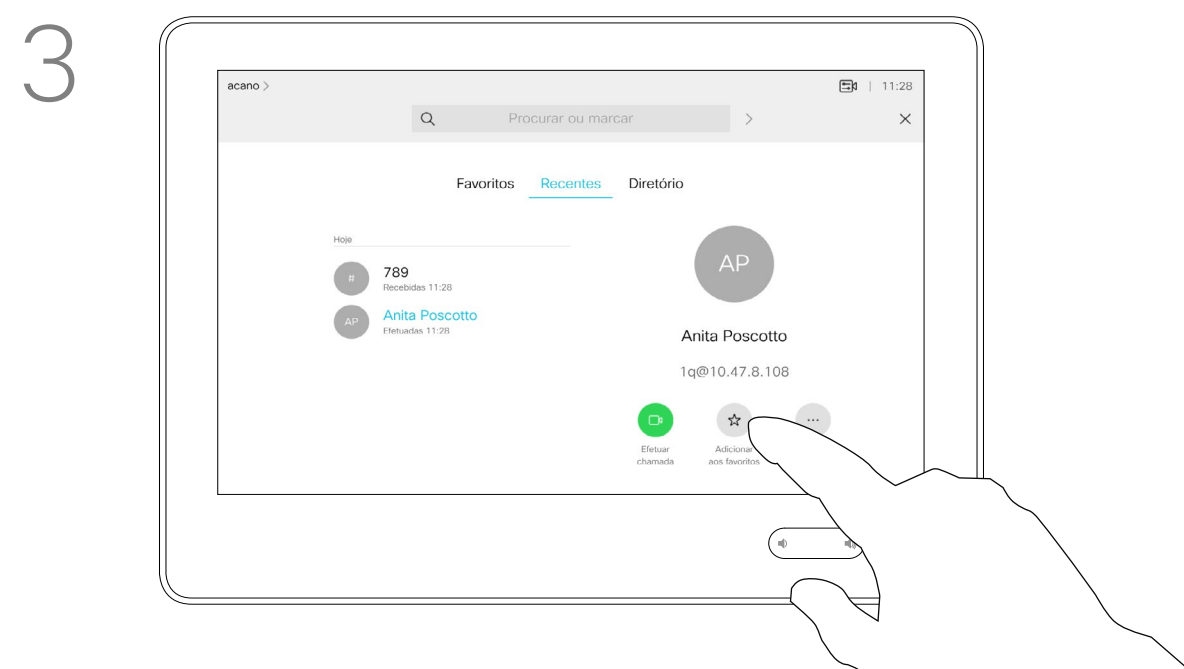 3
acano >
11:28
Procurar ou marcar >
Favoritos Recentes Diretório
Hoje
AP
#
789
Recebidas 11:28
AP
Anita Poscotto
Efetuadas 11:28
Anita Poscotto
1q@10.47.8.108
...
Efetuar
chamada
Adicionar
aos favoritos